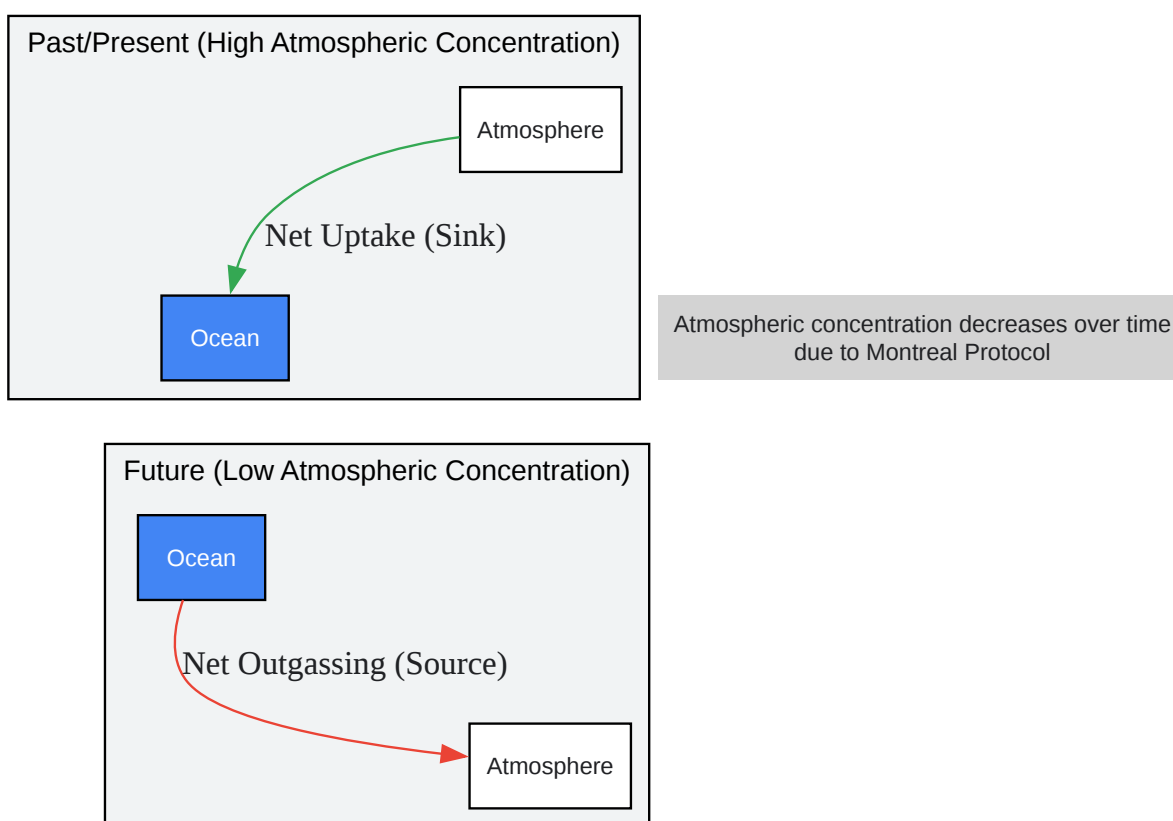 Past/Present (High Atmospheric Concentration)
Atmosphere
Net Uptake (Sink)
Ocean
Atmospheric concentration decreases over time
due to Montreal Protocol
Future (Low Atmospheric Concentration)
Ocean
Net Outgassing (Source)
Atmosphere